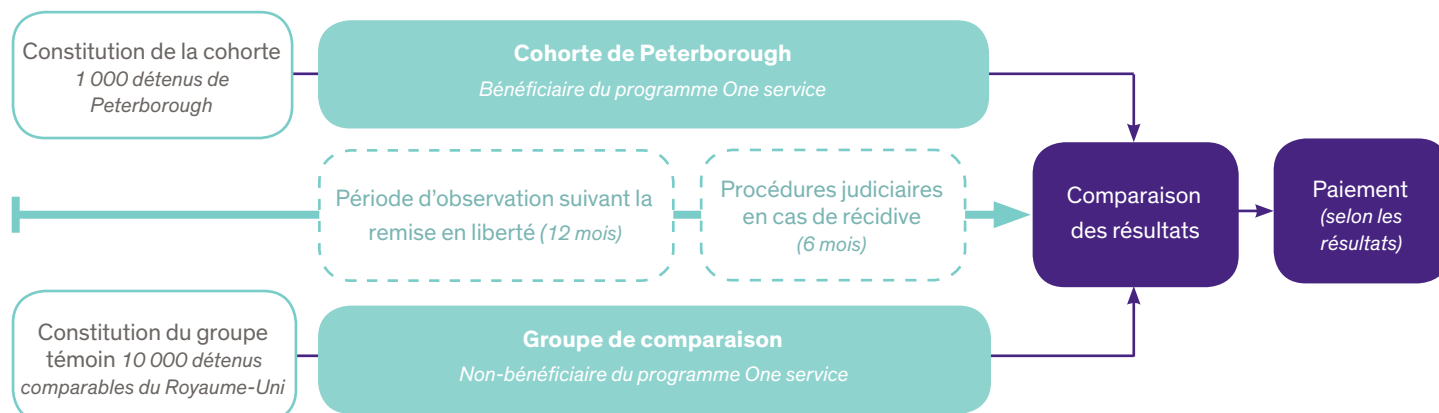 Constitution de la cohorte
1 000 détenus de
Peterborough
Cohorte de Peterborough
Bénéficiaire du programme One service
Période d'observation suivant la
remise en liberté (12 mois)
Procédures judiciaires
en cas de récidive
(6 mois)
Comparaison
des résultats
Paiement
(selon les
résultats)
Constitution du groupe
témoin 10 000 détenus
comparables du Royaume-Uni
Groupe de comparaison
Non-bénéficiaire du programme One service